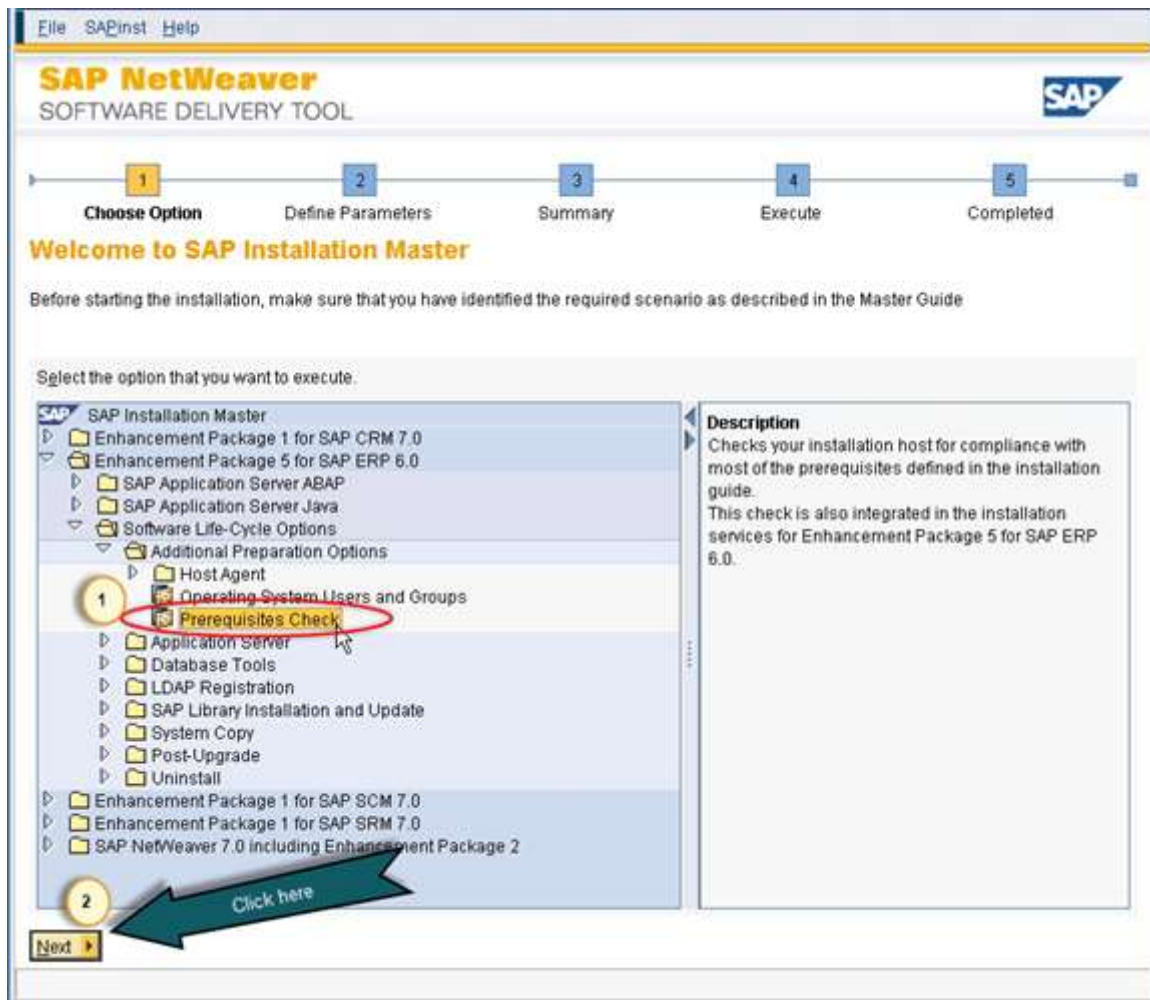 File SAPinst Help
SAP NetWeaver
SOFTWARE DELIVERY TOOL
SAP
1 2 3 4 5
Choose Option Define Parameters Summary Execute Completed
Welcome to SAP Installation Master
Before starting the installation, make sure that you have identified the required scenario as described in the Master Guide
Select the option that you want to execute.
SAP SAP Installation Master
Enhancement Package 1 for SAP CRM 7.0
Enhancement Package 5 for SAP ERP 6.0
SAP Application Server ABAP
SAP Application Server Java
Software Life-Cycle Options
Additional Preparation Options
Host Agent
1
Operating System Users and Groups
Prerequisites Check
Application Server
Database Tools
LDAP Registration
SAP Library Installation and Update
System Copy
Post-Upgrade
Uninstall
Enhancement Package 1 for SAP SCM 7.0
Enhancement Package 1 for SAP SRM 7.0
SAP NetWeaver 7.0 including Enhancement Package 2
Description
Checks your installation host for compliance with
most of the prerequisites defined in the installation
guide.
This check is also integrated in the installation
services for Enhancement Package 5 for SAP ERP
6.0.
2
Click here
Next